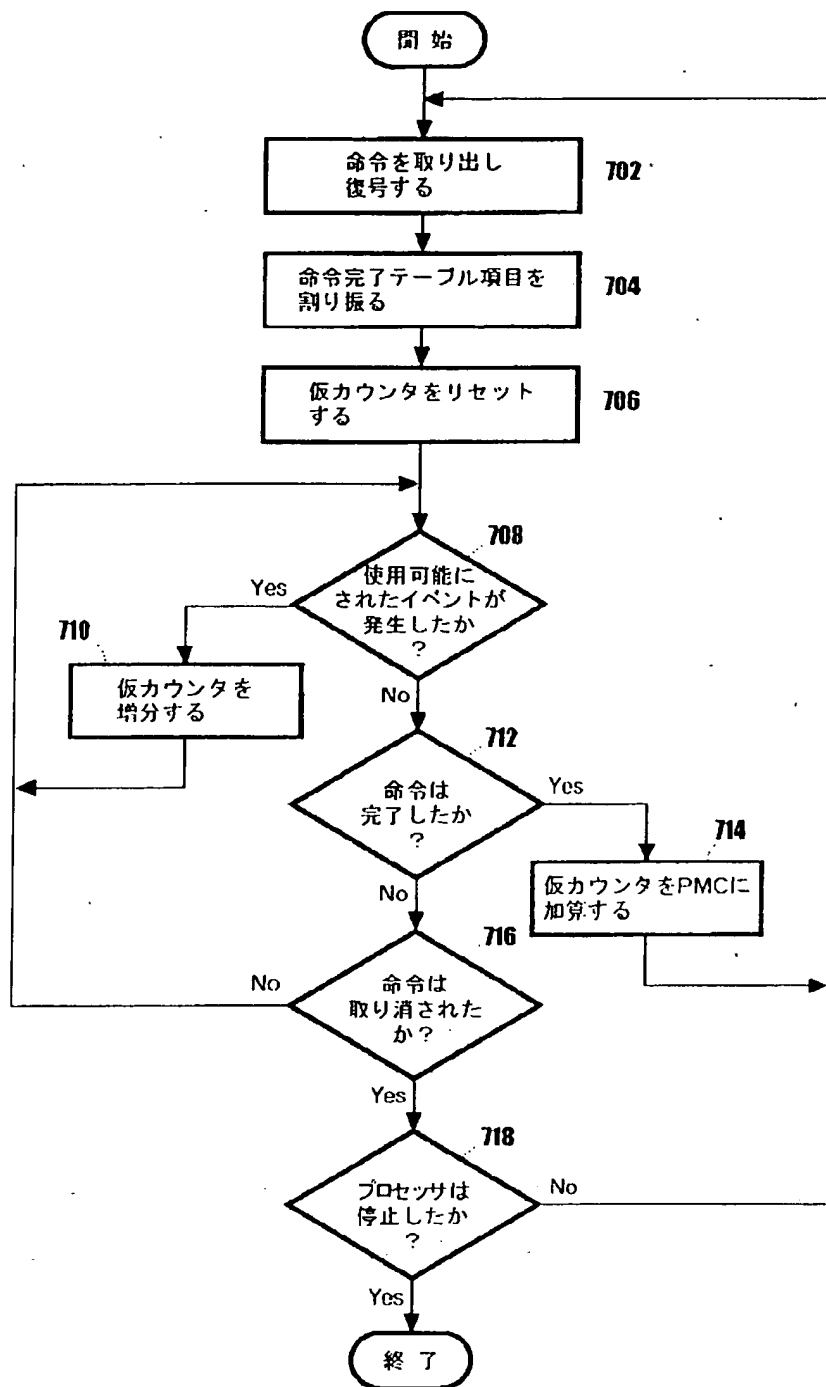 開始
命令を取り出し
復号する
702
命令完了テーブル項目を
割り振る
704
仮カウンタをリセット
する
706
708
使用可能に
されたイベントが
発生したか
?
Yes
No
710
仮カウンタを
増分する
712
命令は
完了したか
?
Yes
No
714
仮カウンタをPMCに
加算する
716
命令は
取り消された
か?
No
Yes
718
プロセッサは
停止したか
?
No
Yes
終了